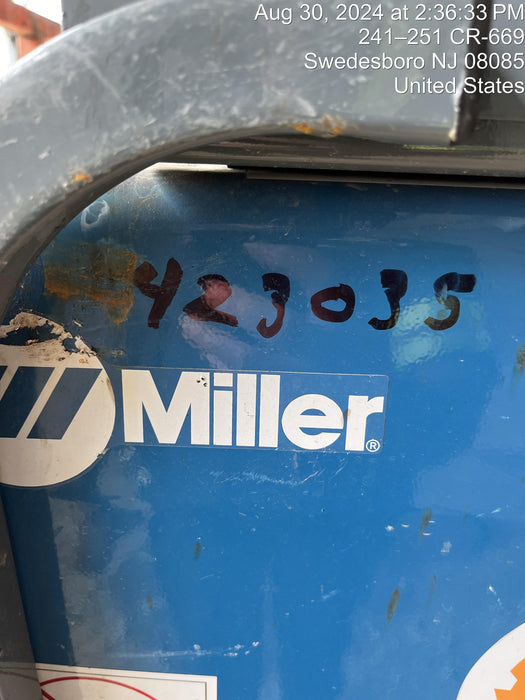 Aug 30, 2024 at 2:36:33 PM
241–251 CR-669
Swedesboro NJ 08085
United States
423035
Miller®